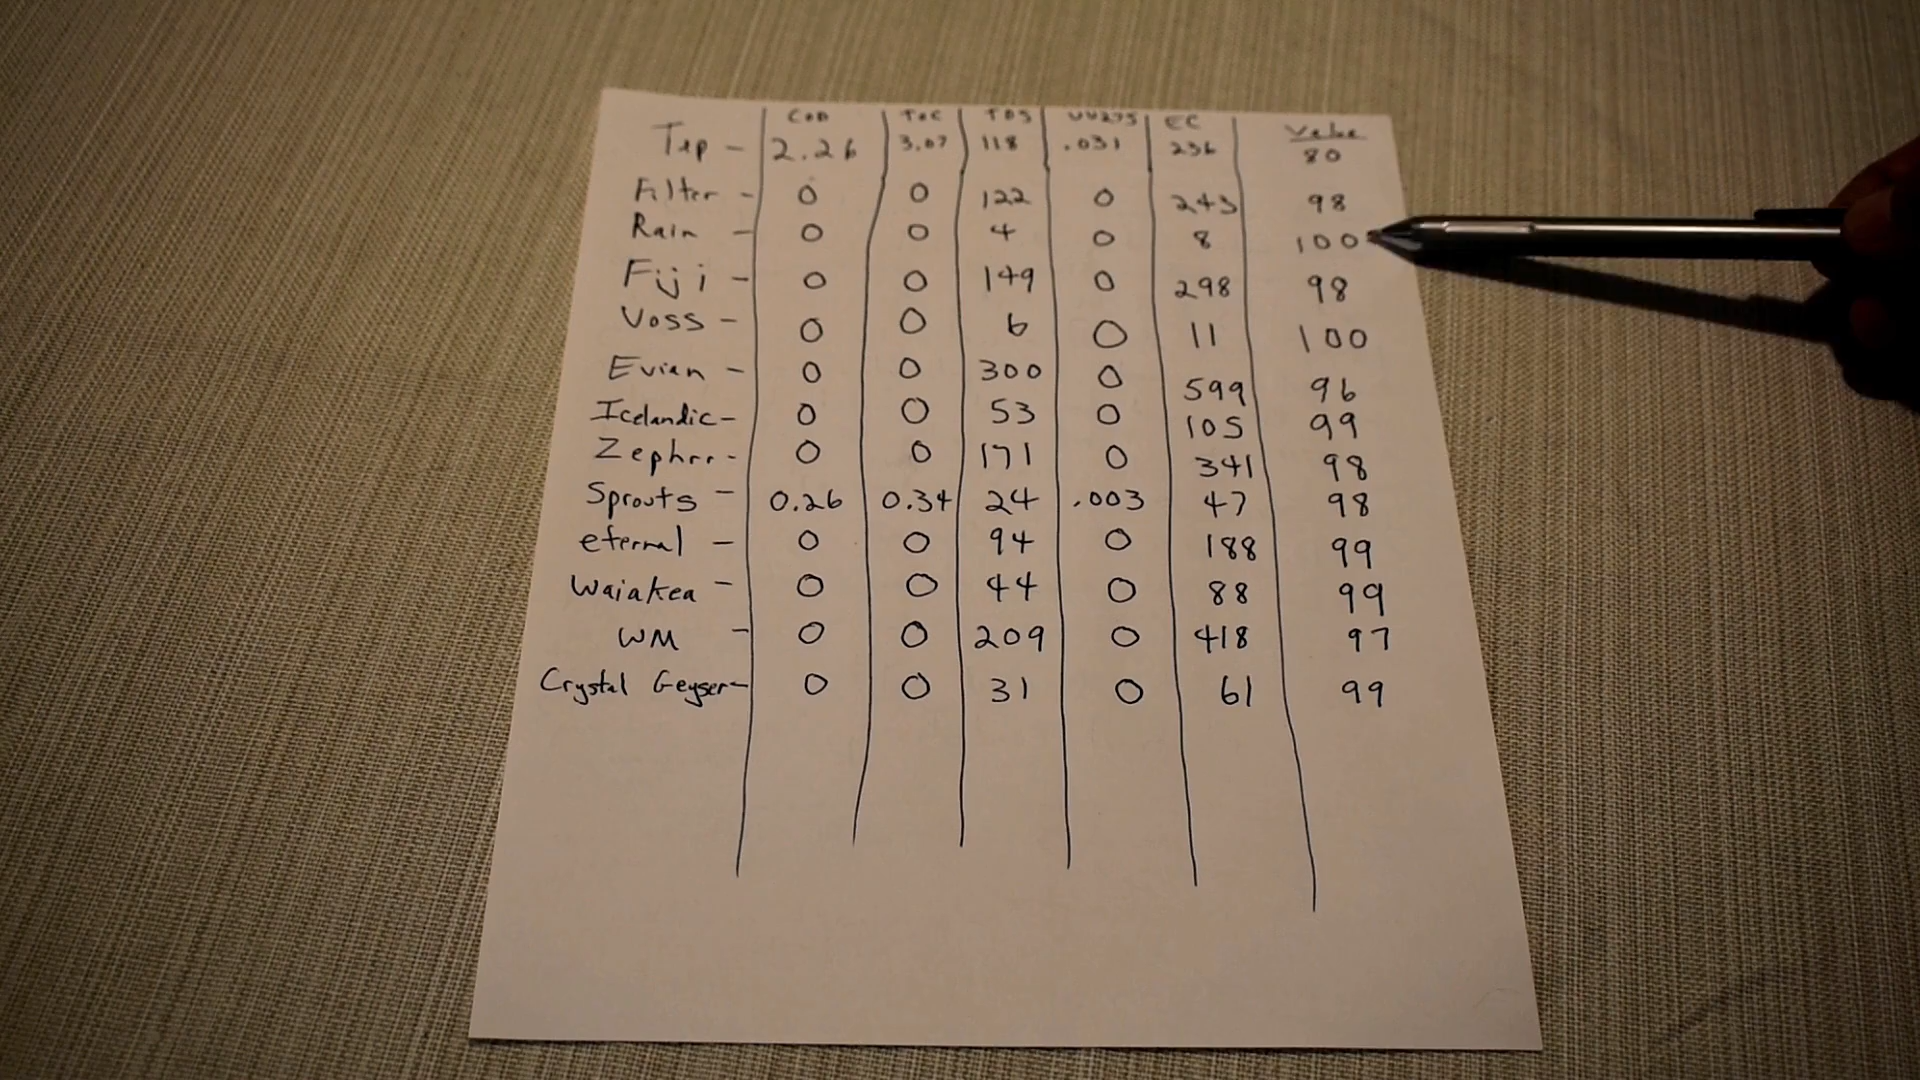 COD TOC TDS UV275 EC Value
Tap - 2.26 3.07 118 .031 236 80
Filter - 0 0 122 0 243 98
Rain - 0 0 4 0 8 100
Fiji - 0 0 149 0 298 98
Voss - 0 0 6 0 11 100
Evian - 0 0 300 0 599 96
Icelandic - 0 0 53 0 105 99
Zephrr - 0 0 171 0 341 98
Sprouts - 0.26 0.34 24 .003 47 98
eternal - 0 0 94 0 188 99
Waiakea - 0 0 44 0 88 99
WM - 0 0 209 0 418 97
Crystal Geyser - 0 0 31 0 61 99